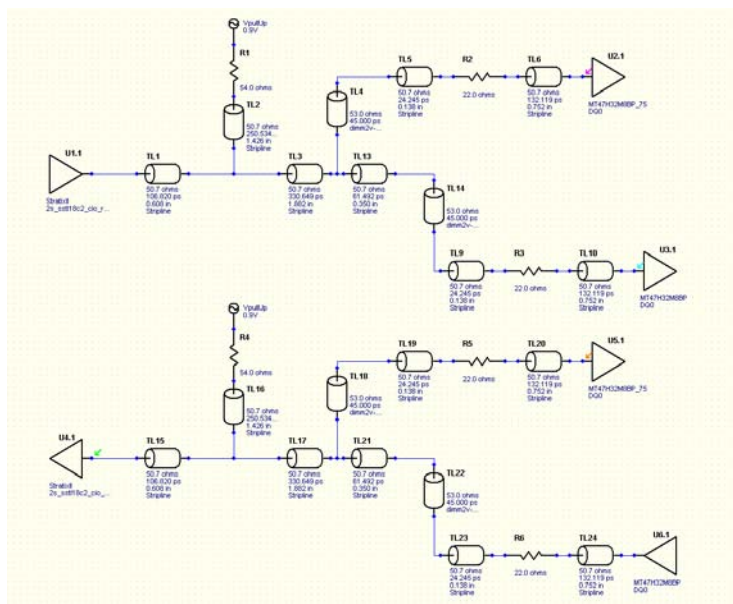 VpullUp
0.9V
R1
54.0 ohms
TL2
50.7 ohms
250.534...
1.426 in
Stripline
U1.1
StratixII
2s_sstl18c2_cio_r...
TL1
50.7 ohms
106.820 ps
0.608 in
Stripline
TL3
50.7 ohms
330.649 ps
1.882 in
Stripline
TL4
53.0 ohms
45.000 ps
dimm2v-...
TL5
50.7 ohms
24.245 ps
0.138 in
Stripline
R2
22.0 ohms
TL6
50.7 ohms
132.119 ps
0.752 in
Stripline
U2.1
MT47H32M8BP_75
DQ0
TL13
50.7 ohms
61.492 ps
0.350 in
Stripline
TL14
53.0 ohms
45.000 ps
dimm2v-...
TL9
50.7 ohms
24.245 ps
0.138 in
Stripline
R3
22.0 ohms
TL10
50.7 ohms
132.119 ps
0.752 in
Stripline
U3.1
MT47H32M8BP
DQ0
VpullUp
0.9V
R4
54.0 ohms
TL16
50.7 ohms
250.534...
1.426 in
Stripline
U4.1
StratixII
2s_sstl18c2_cio_...
TL15
50.7 ohms
106.820 ps
0.608 in
Stripline
TL17
50.7 ohms
330.649 ps
1.882 in
Stripline
TL18
53.0 ohms
45.000 ps
dimm2v-...
TL19
50.7 ohms
24.245 ps
0.138 in
Stripline
R5
22.0 ohms
TL20
50.7 ohms
132.119 ps
0.752 in
Stripline
U5.1
MT47H32M8BP_75
DQ0
TL21
50.7 ohms
61.492 ps
0.350 in
Stripline
TL22
53.0 ohms
45.000 ps
dimm2v-...
TL23
50.7 ohms
24.245 ps
0.138 in
Stripline
R6
22.0 ohms
TL24
50.7 ohms
132.119 ps
0.752 in
Stripline
U6.1
MT47H32M8BP
DQ0